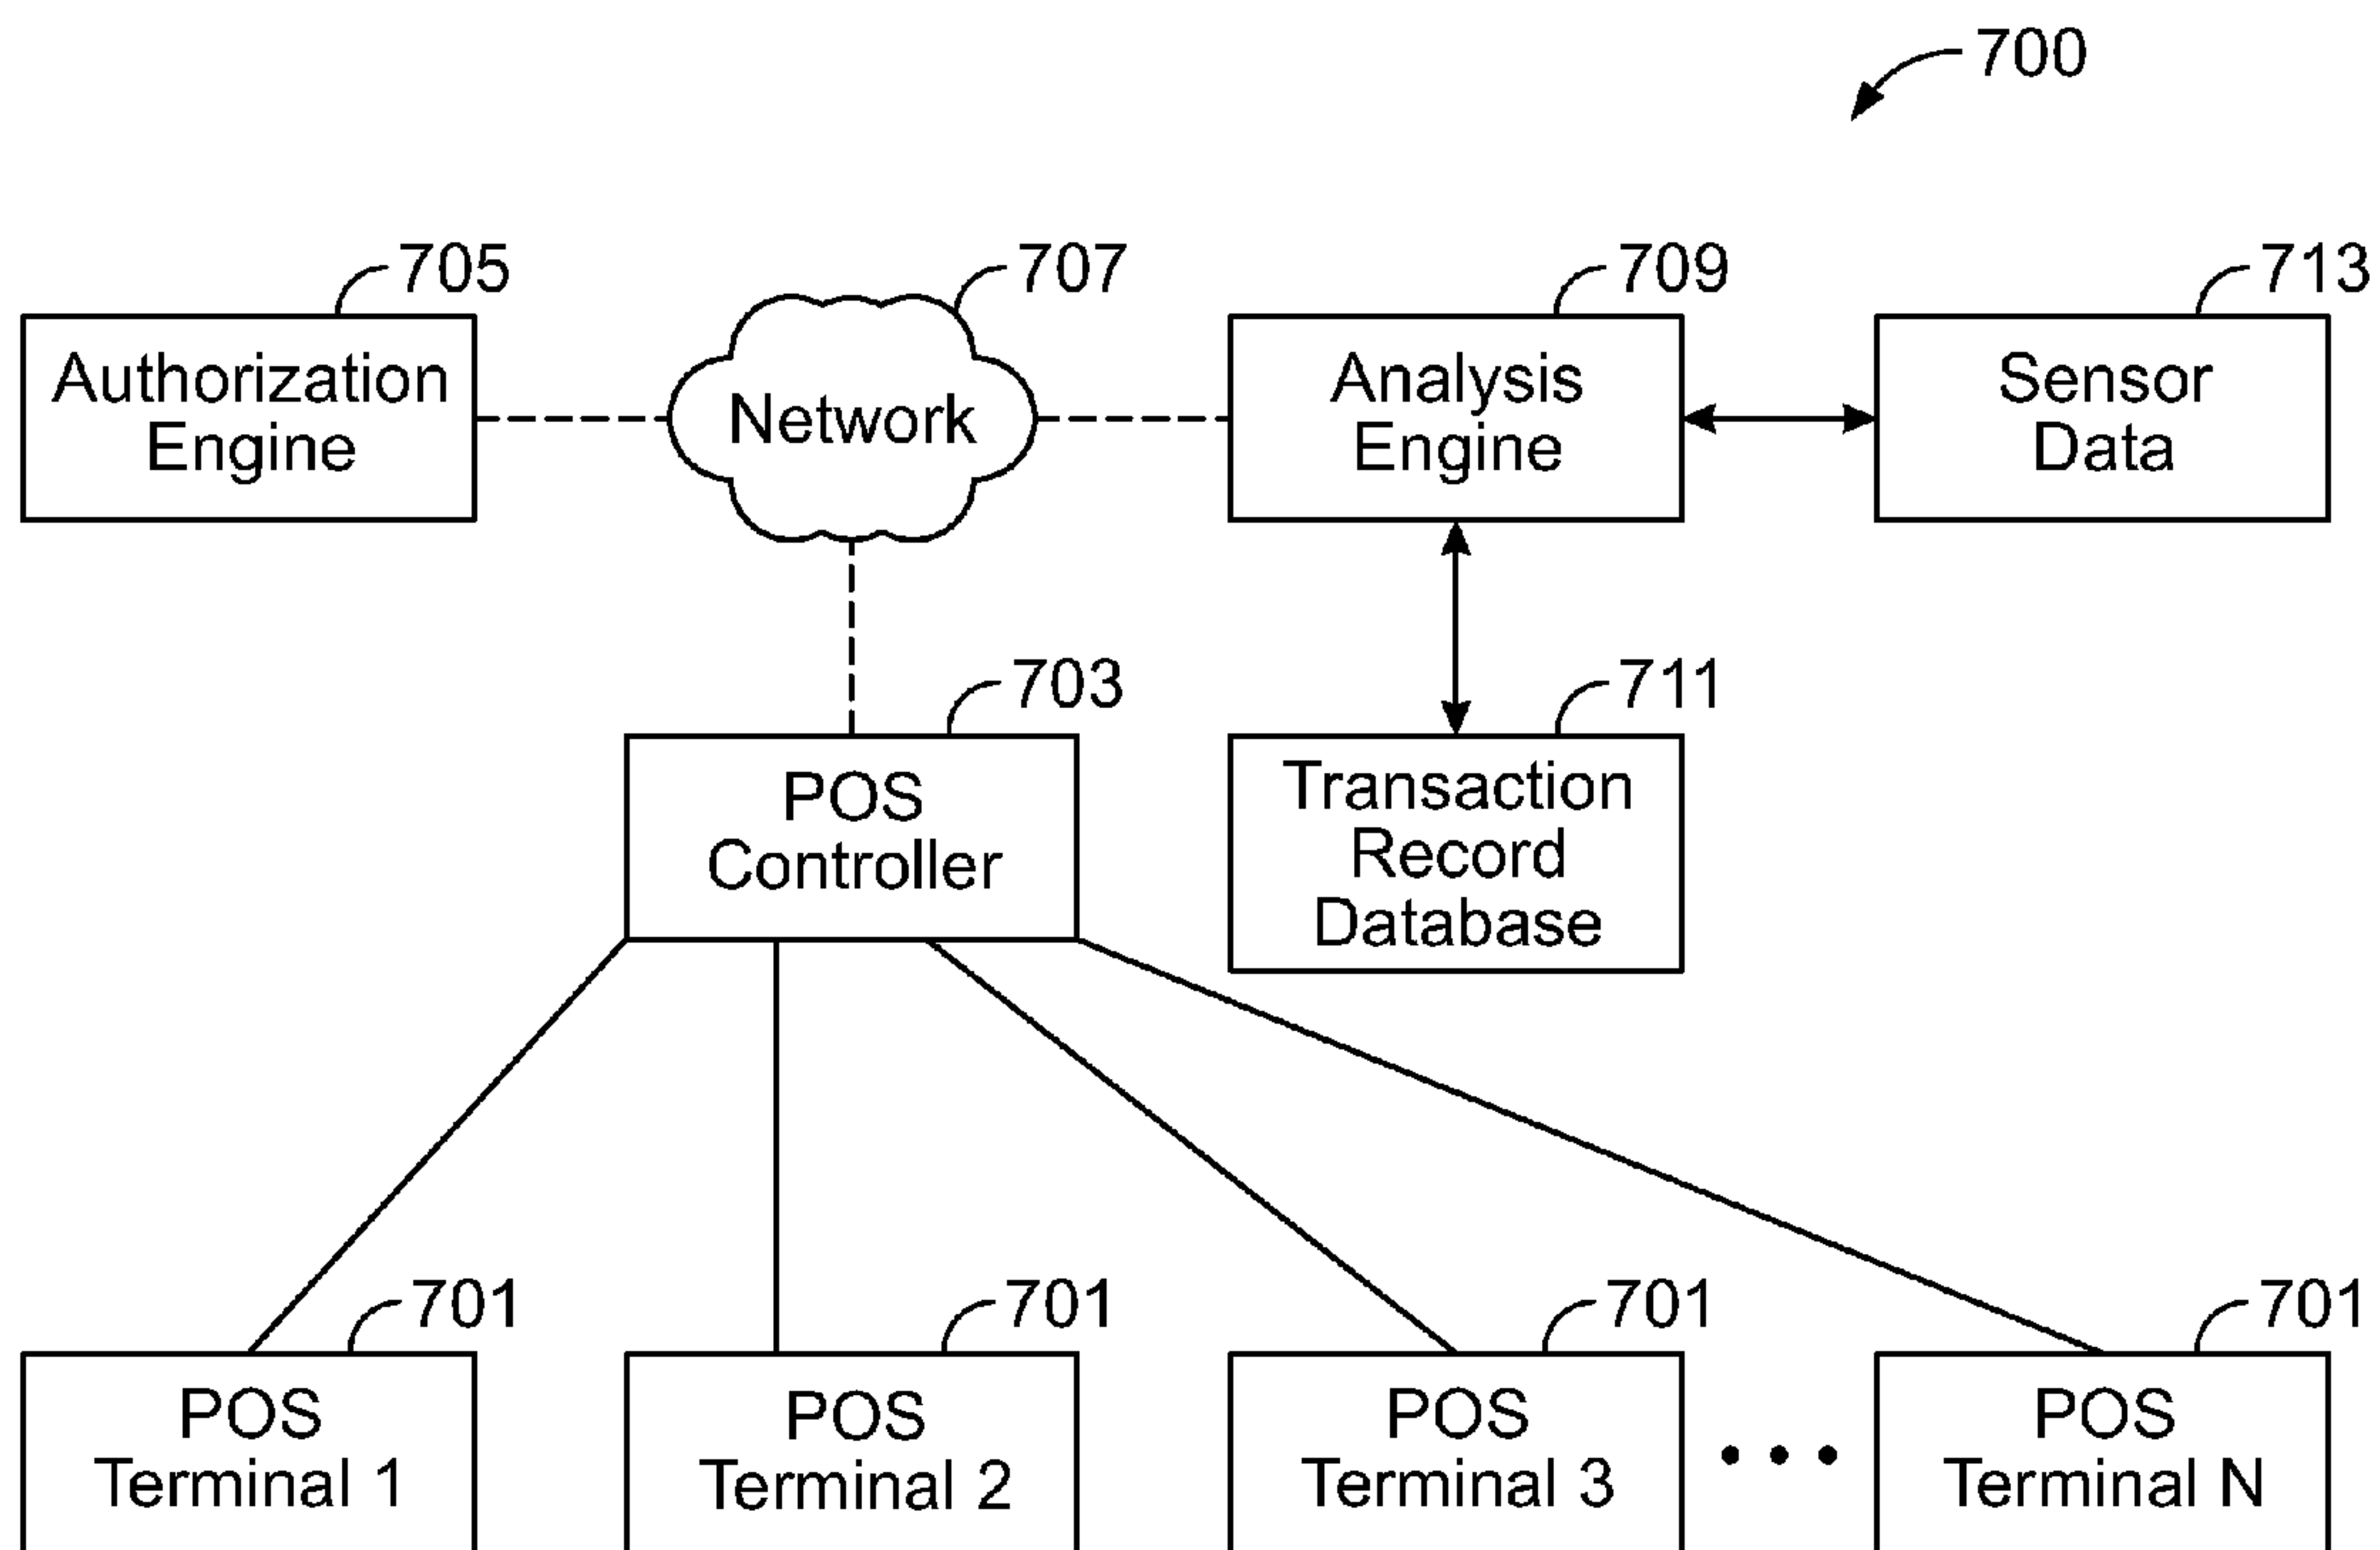 700
705
707
709
713
Authorization
Engine
Network
Analysis
Engine
Sensor
Data
703
711
POS
Controller
Transaction
Record
Database
701
701
701
701
POS
Terminal 1
POS
Terminal 2
POS
Terminal 3
• • •
POS
Terminal N